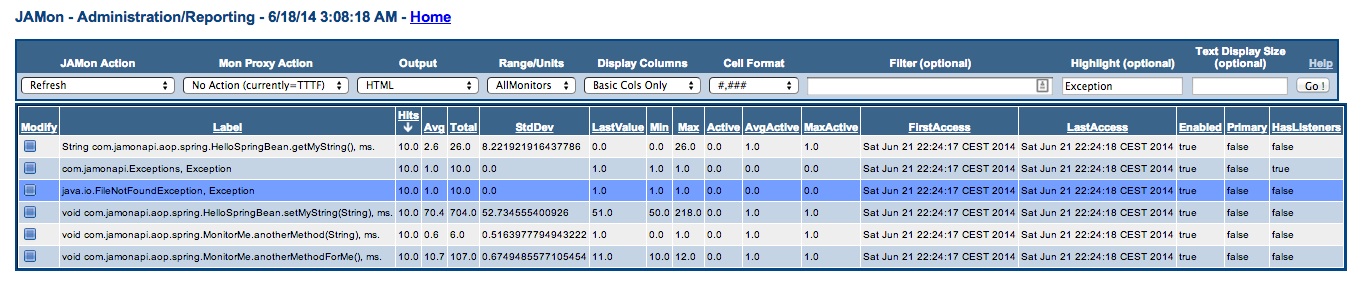 JAMon - Administration/Reporting - 6/18/14 3:08:18 AM - Home
JAMon Action Mon Proxy Action Output Range/Units Display Columns Cell Format Filter (optional) Highlight (optional) Text Display Size (optional) Help
Refresh No Action (currently=TTTF) HTML AllMonitors Basic Cols Only #,### Exception Go !
Modify Label Hits Avg Total StdDev LastValue Min Max Active AvgActive MaxActive FirstAccess LastAccess Enabled Primary HasListeners
String com.jamonapi.aop.spring.HelloSpringBean.getMyString(), ms. 10.0 2.6 26.0 8.221921916437786 0.0 0.0 26.0 0.0 1.0 1.0 Sat Jun 21 22:24:17 CEST 2014 Sat Jun 21 22:24:18 CEST 2014 true false false
com.jamonapi.Exceptions, Exception 10.0 1.0 10.0 0.0 1.0 1.0 1.0 0.0 0.0 0.0 Sat Jun 21 22:24:17 CEST 2014 Sat Jun 21 22:24:18 CEST 2014 true false true
java.io.FileNotFoundException, Exception 10.0 1.0 10.0 0.0 1.0 1.0 1.0 0.0 0.0 0.0 Sat Jun 21 22:24:17 CEST 2014 Sat Jun 21 22:24:18 CEST 2014 true false false
void com.jamonapi.aop.spring.HelloSpringBean.setMyString(String), ms. 10.0 70.4 704.0 52.734555400926 51.0 50.0 218.0 0.0 1.0 1.0 Sat Jun 21 22:24:17 CEST 2014 Sat Jun 21 22:24:18 CEST 2014 true false false
void com.jamonapi.aop.spring.MonitorMe.anotherMethod(String), ms. 10.0 0.6 6.0 0.5163977794943222 1.0 0.0 1.0 0.0 1.0 1.0 Sat Jun 21 22:24:17 CEST 2014 Sat Jun 21 22:24:18 CEST 2014 true false false
void com.jamonapi.aop.spring.MonitorMe.anotherMethodForMe(), ms. 10.0 10.7 107.0 0.6749485577105454 11.0 10.0 12.0 0.0 1.0 1.0 Sat Jun 21 22:24:17 CEST 2014 Sat Jun 21 22:24:18 CEST 2014 true false false